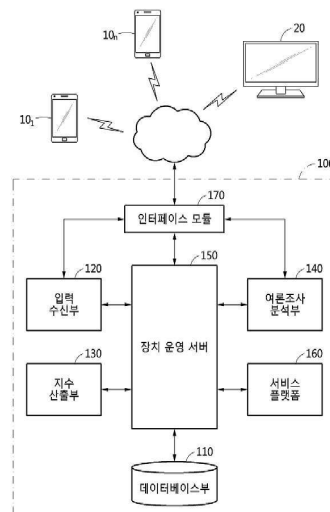 10n
20
101
100
170
인터페이스 모듈
120
150
140
입력
수신부
장치 운영 서버
여론조사
분석부
130
160
지수
산출부
서비스
플랫폼
110
데이터베이스부